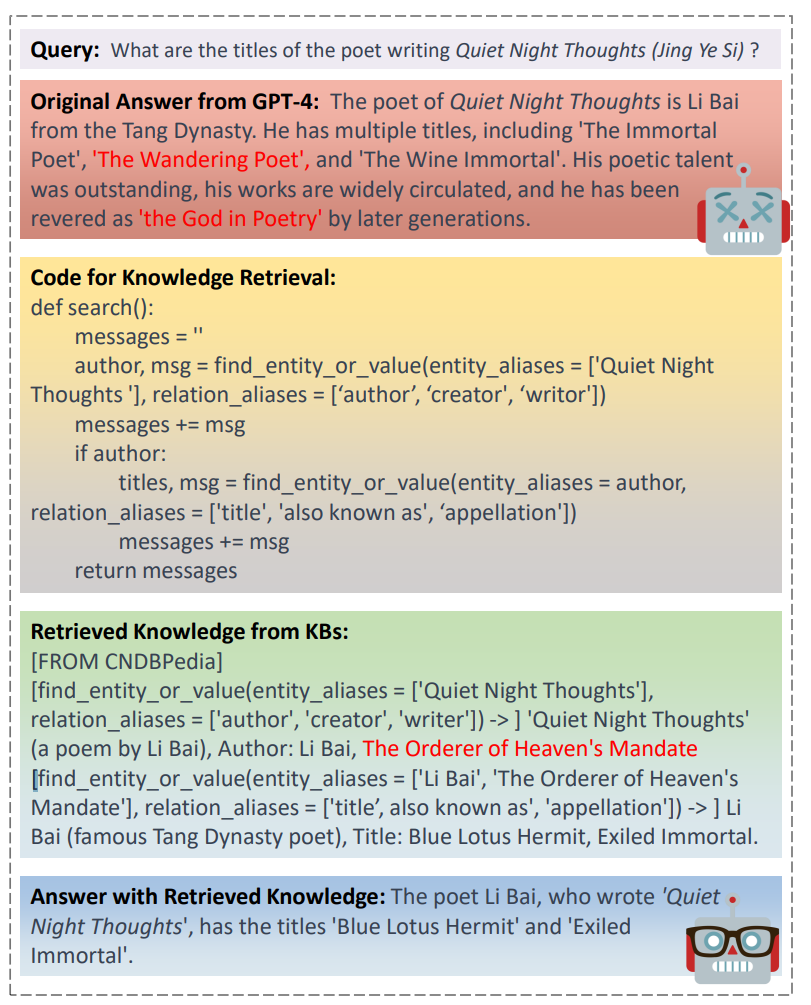 Query: What are the titles of the poet writing Quiet Night Thoughts (Jing Ye Si) ?
Original Answer from GPT-4: The poet of Quiet Night Thoughts is Li Bai
from the Tang Dynasty. He has multiple titles, including 'The Immortal
Poet', 'The Wandering Poet', and 'The Wine Immortal'. His poetic talent
was outstanding, his works are widely circulated, and he has been
revered as 'the God in Poetry' by later generations.
Code for Knowledge Retrieval:
def search():
messages = ''
author, msg = find_entity_or_value(entity_aliases = ['Quiet Night
Thoughts '], relation_aliases = [‘author’, ‘creator', ‘writor'])
messages += msg
if author:
titles, msg = find_entity_or_value(entity_aliases = author,
relation_aliases = ['title', 'also known as', ‘appellation'])
messages += msg
return messages
Retrieved Knowledge from KBs:
[FROM CNDBPedia]
[find_entity_or_value(entity_aliases = ['Quiet Night Thoughts'],
relation_aliases = ['author', 'creator', 'writer']) -> ] 'Quiet Night Thoughts'
(a poem by Li Bai), Author: Li Bai, The Orderer of Heaven's Mandate
[find_entity_or_value(entity_aliases = ['Li Bai', 'The Orderer of Heaven's
Mandate'], relation_aliases = ['title’, also known as', 'appellation']) -> ] Li
Bai (famous Tang Dynasty poet), Title: Blue Lotus Hermit, Exiled Immortal.
Answer with Retrieved Knowledge: The poet Li Bai, who wrote 'Quiet
Night Thoughts', has the titles 'Blue Lotus Hermit' and 'Exiled
Immortal'.